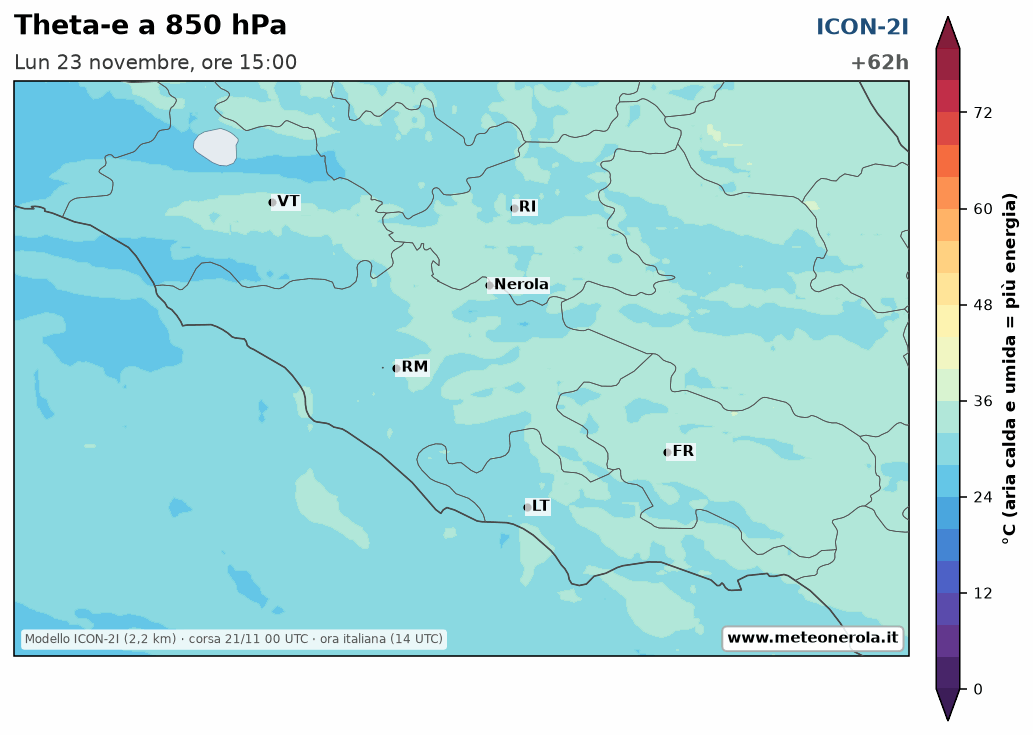 Theta-e a 850 hPa
ICON-2I
Lun 23 novembre, ore 15:00
+62h
VT
RI
Nerola
RM
FR
LT
Modello ICON-2I (2,2 km) · corsa 21/11 00 UTC · ora italiana (14 UTC)
www.meteonerola.it
72
60
48
36
24
12
0
°C (aria calda e umida = più energia)